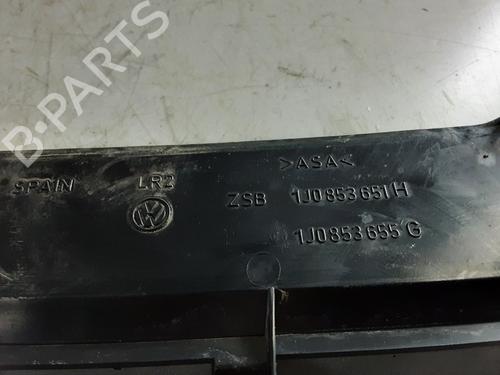 B-PARTS
>ASA<
SPAIN LR2 ZSB 1J0 853 651 H
1J0 853 655 G